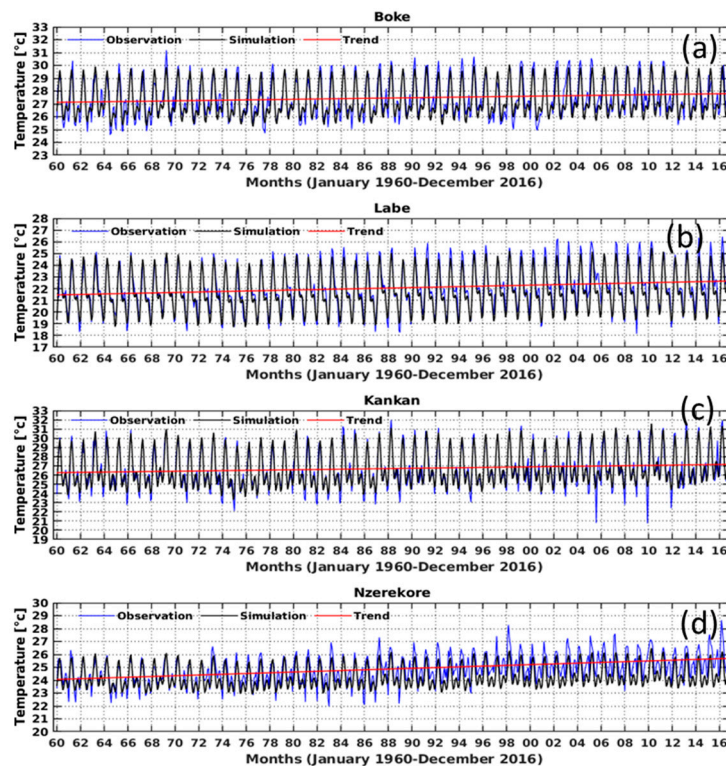 Boke
(a)
Observation Simulation Trend
Temperature [°c]
33
32
31
30
29
28
27
26
25
24
23
60 62 64 66 68 70 72 74 76 78 80 82 84 86 88 90 92 94 96 98 00 02 04 06 08 10 12 14 16
Months (January 1960-December 2016)
Labe
(b)
Observation Simulation Trend
Temperature [°c]
28
27
26
25
24
23
22
21
20
19
18
17
60 62 64 66 68 70 72 74 76 78 80 82 84 86 88 90 92 94 96 98 00 02 04 06 08 10 12 14 16
Months (January 1960-December 2016)
Kankan
(c)
Observation Simulation Trend
Temperature [°c]
33
32
31
30
29
28
27
26
25
24
23
22
21
20
19
60 62 64 66 68 70 72 74 76 78 80 82 84 86 88 90 92 94 96 98 00 02 04 06 08 10 12 14 16
Months (January 1960-December 2016)
Nzerekore
(d)
Observation Simulation Trend
Temperature [°c]
30
29
28
27
26
25
24
23
22
21
20
60 62 64 66 68 70 72 74 76 78 80 82 84 86 88 90 92 94 96 98 00 02 04 06 08 10 12 14 16
Months (January 1960-December 2016)